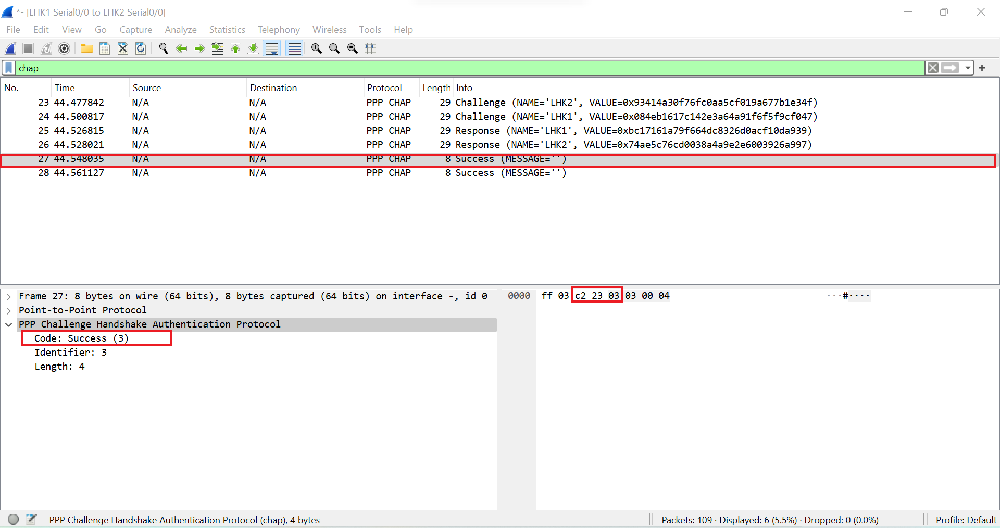 *- [LHK1 Serial0/0 to LHK2 Serial0/0]
File Edit View Go Capture Analyze Statistics Telephony Wireless Tools Help
chap
No. Time Source Destination Protocol Length Info
23 44.477842 N/A N/A PPP CHAP 29 Challenge (NAME='LHK2', VALUE=0x93414a30f76fc0aa5cf019a677b1e34f)
24 44.500817 N/A N/A PPP CHAP 29 Challenge (NAME='LHK1', VALUE=0x084eb1617c142e3a64a91f6f5f9cf047)
25 44.526815 N/A N/A PPP CHAP 29 Response (NAME='LHK1', VALUE=0xbc17161a79f664dc8326d0acf10da939)
26 44.528021 N/A N/A PPP CHAP 29 Response (NAME='LHK2', VALUE=0x74ae5c76cd0038a4a9e2e6003926a997)
27 44.548035 N/A N/A PPP CHAP 8 Success (MESSAGE='')
28 44.561127 N/A N/A PPP CHAP 8 Success (MESSAGE='')
Frame 27: 8 bytes on wire (64 bits), 8 bytes captured (64 bits) on interface -, id 0
Point-to-Point Protocol
PPP Challenge Handshake Authentication Protocol
Code: Success (3)
Identifier: 3
Length: 4
0000 ff 03 c2 23 03 03 00 04 ···#····
PPP Challenge Handshake Authentication Protocol (chap), 4 bytes
Packets: 109 · Displayed: 6 (5.5%) · Dropped: 0 (0.0%)
Profile: Default